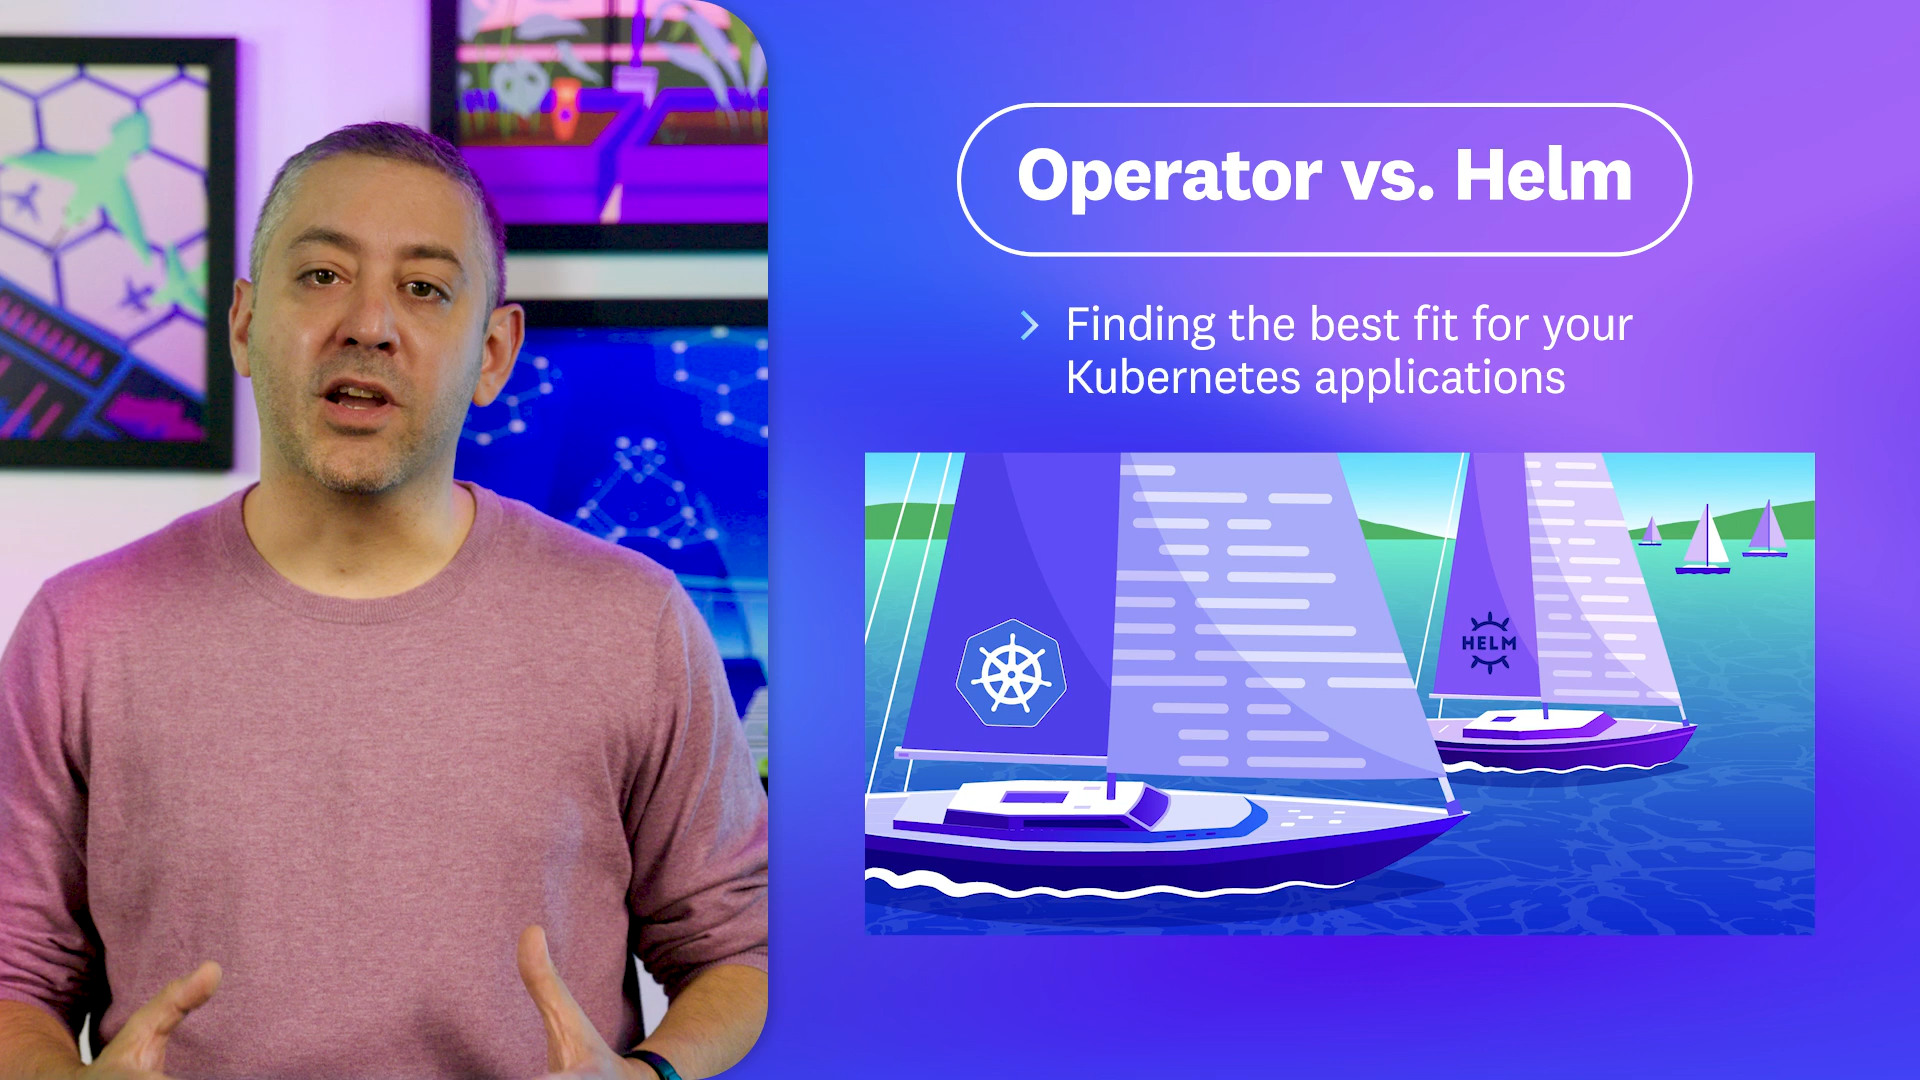 Operator vs. Helm
Finding the best fit for your
Kubernetes applications
HELM